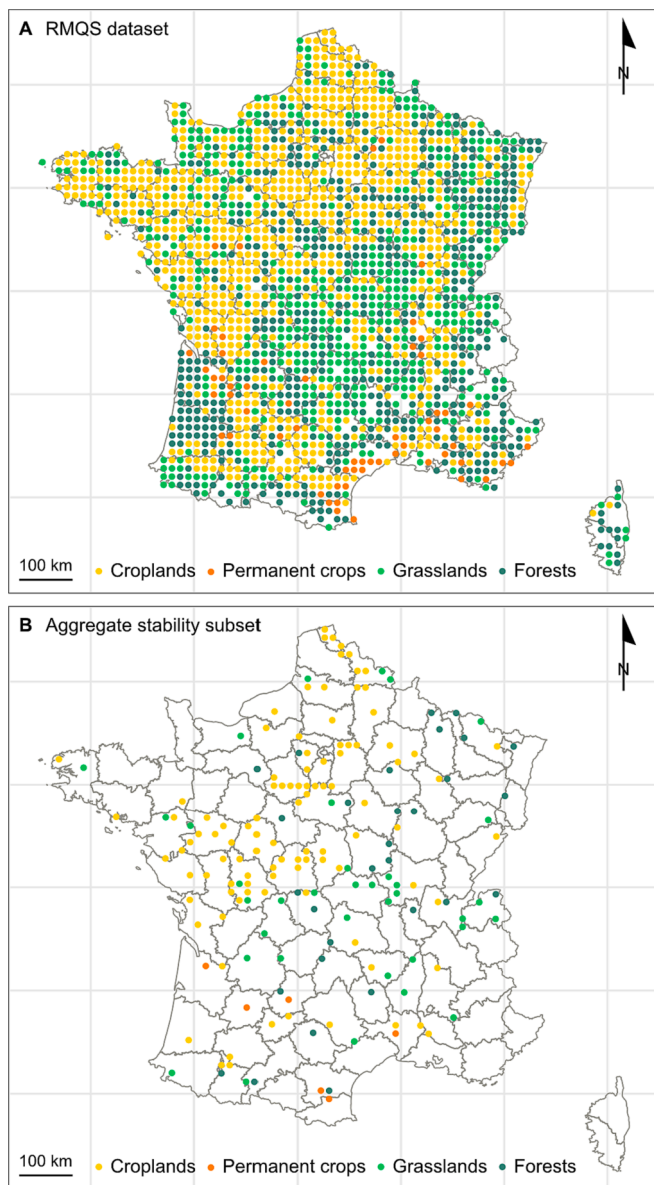 A RMQS dataset
N
100 km
Croplands Permanent crops Grasslands Forests
B Aggregate stability subset
N
100 km
Croplands Permanent crops Grasslands Forests